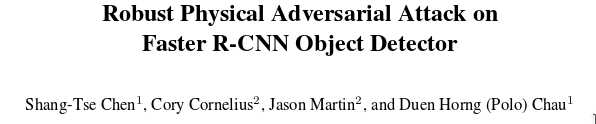 Robust Physical Adversarial Attack on
Faster R-CNN Object Detector
Shang-Tse Chen¹, Cory Cornelius², Jason Martin², and Duen Horng (Polo) Chau¹